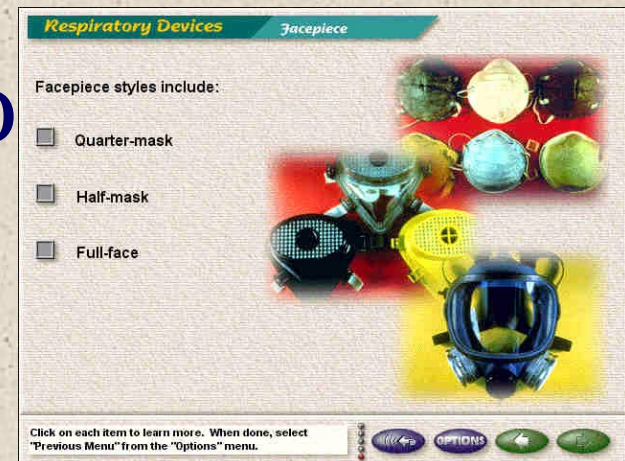 Respiratory Devices
Facepiece
Facepiece styles include:
Quarter-mask
Half-mask
Full-face
Click on each item to learn more. When done, select
"Previous Menu" from the "Options" menu.
OPTIONS